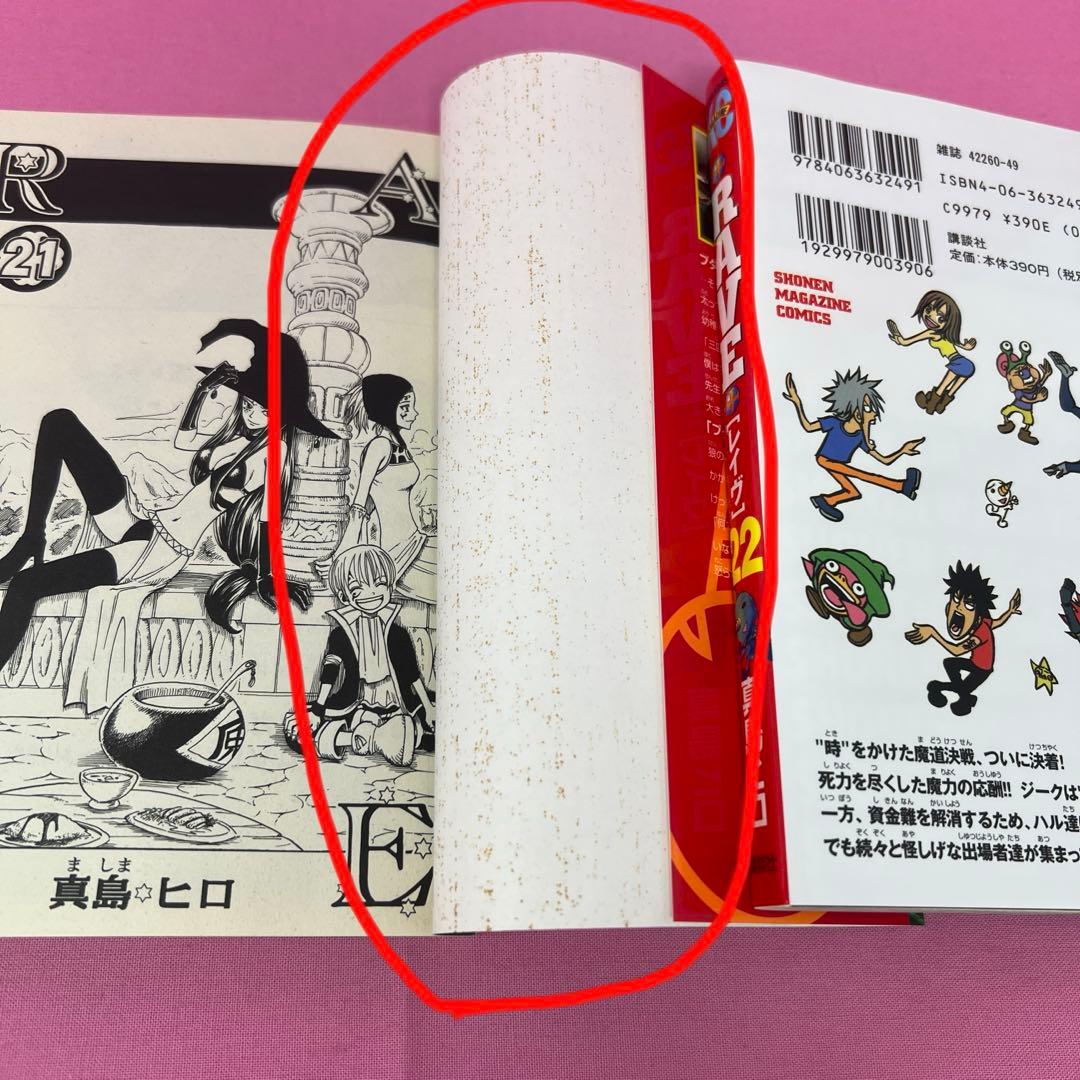 R A
21
E
ま しま
真島☆ヒロ
RAVE
[レイヴ]
22
9784063632491
1929979003906
雑誌 42260-49
ISBN4-06-36324
C9979 ¥390E (0
講談社
定価:本体390円(税
SHONEN
MAGAZINE
COMICS
"時"をかけた魔道決戦、ついに決着!
死力を尽くした魔力の応酬!! ジークは
一方、資金難を解消するため、ハル達
でも続々と怪しげな出場者達が集まっ